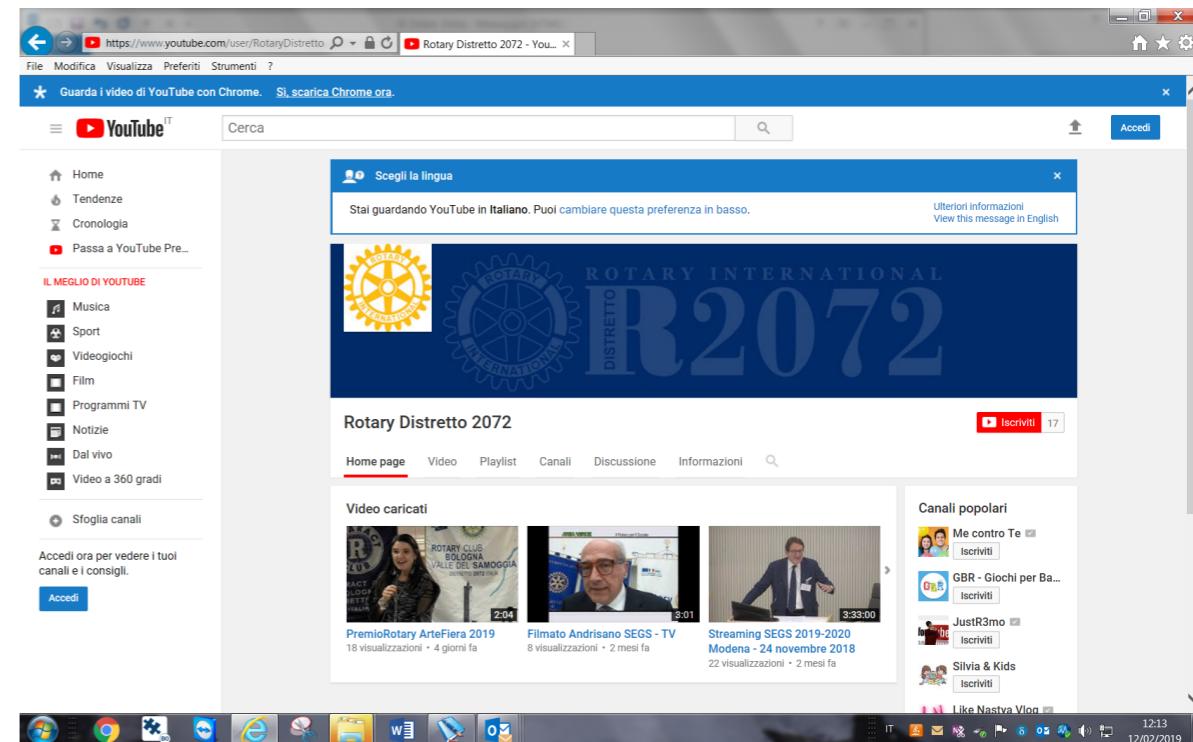 https://www.youtube.com/user/RotaryDistretto
Rotary Distretto 2072 - You...
File Modifica Visualizza Preferiti Strumenti ?
Guarda i video di YouTube con Chrome. Sì, scarica Chrome ora.
YouTube IT
Cerca
Accedi
Home
Tendenze
Cronologia
Passa a YouTube Pre...
IL MEGLIO DI YOUTUBE
Musica
Sport
Videogiochi
Film
Programmi TV
Notizie
Dal vivo
Video a 360 gradi
Sfoglia canali
Accedi ora per vedere i tuoi
canali e i consigli.
Accedi
Scegli la lingua
Stai guardando YouTube in Italiano. Puoi cambiare questa preferenza in basso.
Ulteriori informazioni
View this message in English
ROTARY
INTERNATIONAL
ROTARY
INTERNATIONAL
ROTARY INTERNATIONAL
DISTRETTO
R2072
Rotary Distretto 2072
Iscriviti 17
Home page Video Playlist Canali Discussione Informazioni
Video caricati
ROTARY CLUB
BOLOGNA
VALLE DEL SAMOGGIA
2:04
3:01
3:33:00
PremioRotary ArteFiera 2019
18 visualizzazioni • 4 giorni fa
Filmato Andrisano SEGS - TV
8 visualizzazioni • 2 mesi fa
Streaming SEGS 2019-2020
Modena - 24 novembre 2018
22 visualizzazioni • 2 mesi fa
Canali popolari
Me contro Te
Iscriviti
GBR - Giochi per Ba...
Iscriviti
JustR3mo
Iscriviti
Silvia & Kids
Iscriviti
Like Nastya Vlog
IT
12:13
12/02/2019